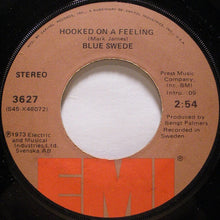 HOOKED ON A FEELING
(Mark James)
BLUE SWEDE
STEREO
3627
(S45-X48072)
Press Music
Company,
Inc. (BMI)
Intro.: 09
2:54
Produced by
Bengt Palmers
Recorded in
Sweden
℗1973 Electric
and Musical
Industries Ltd.
Svenska AB
EMI